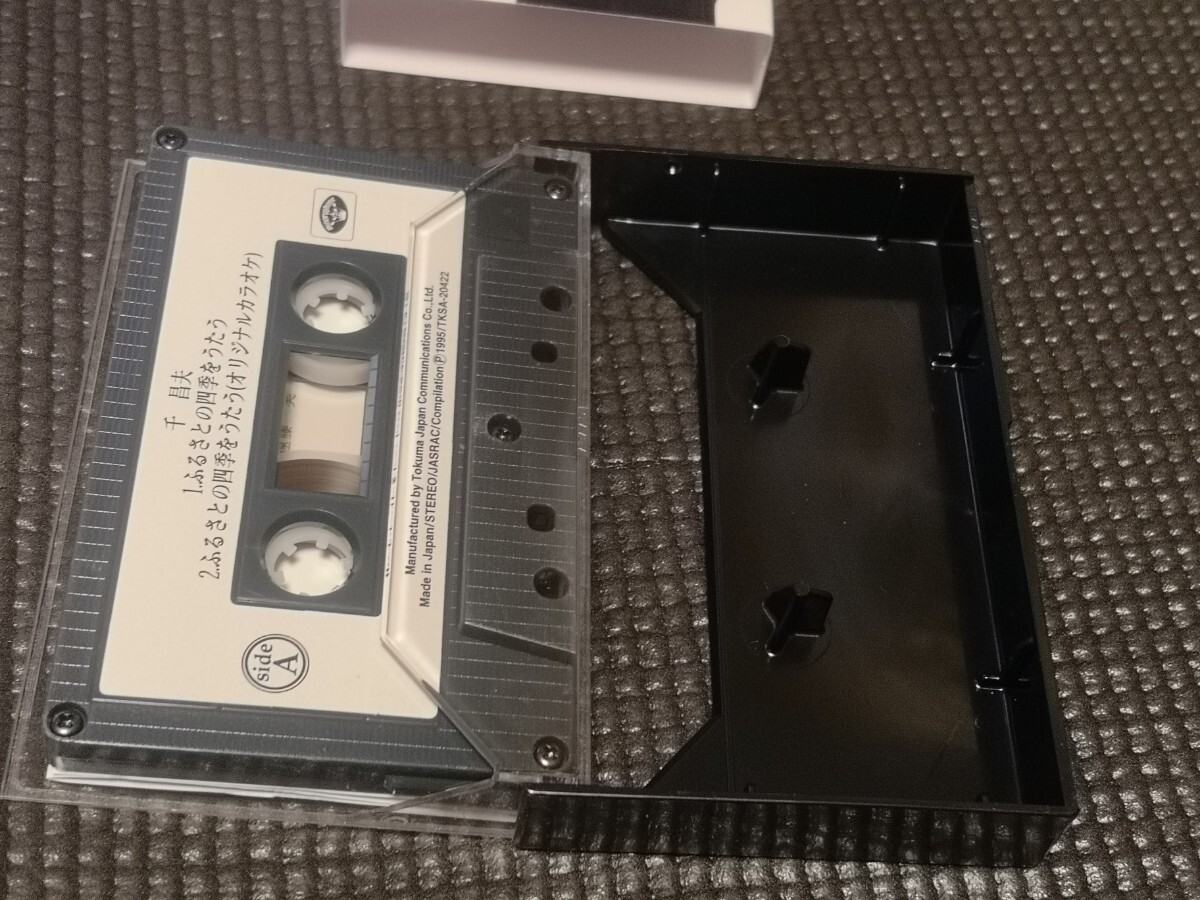 千 昌夫
1.ふるさとの四季をうたう
2.ふるさとの四季をうたう(オリジナルカラオケ)
side
A
Manufactured by Tokuma Japan Communications Co.,Ltd.
Made in Japan/STEREO/JASRAC/Compilation Ⓟ 1995/TKSA-20422